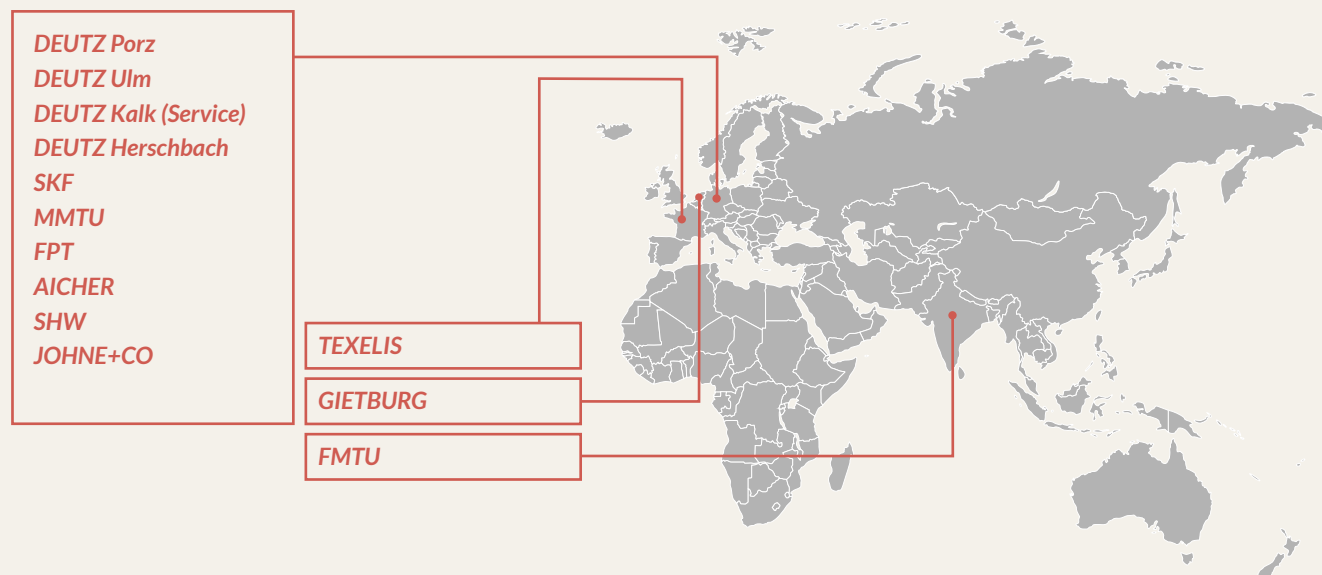 DEUTZ Porz
DEUTZ Ulm
DEUTZ Kalk (Service)
DEUTZ Herschbach
SKF
MMTU
FPT
AICHER
SHW
JOHNE+CO
TEXELIS
GIETBURG
FMTU